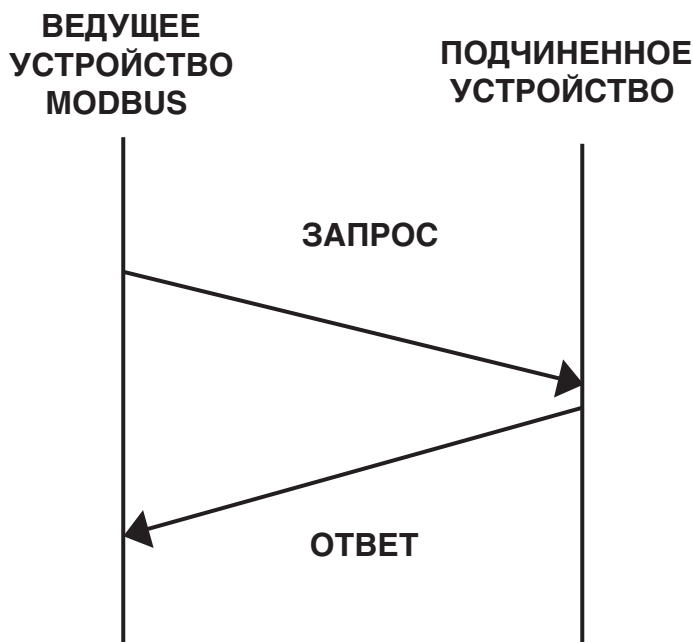 ВЕДУЩЕЕ
УСТРОЙСТВО
MODBUS
ПОДЧИНЕННОЕ
УСТРОЙСТВО
ЗАПРОС
ОТВЕТ